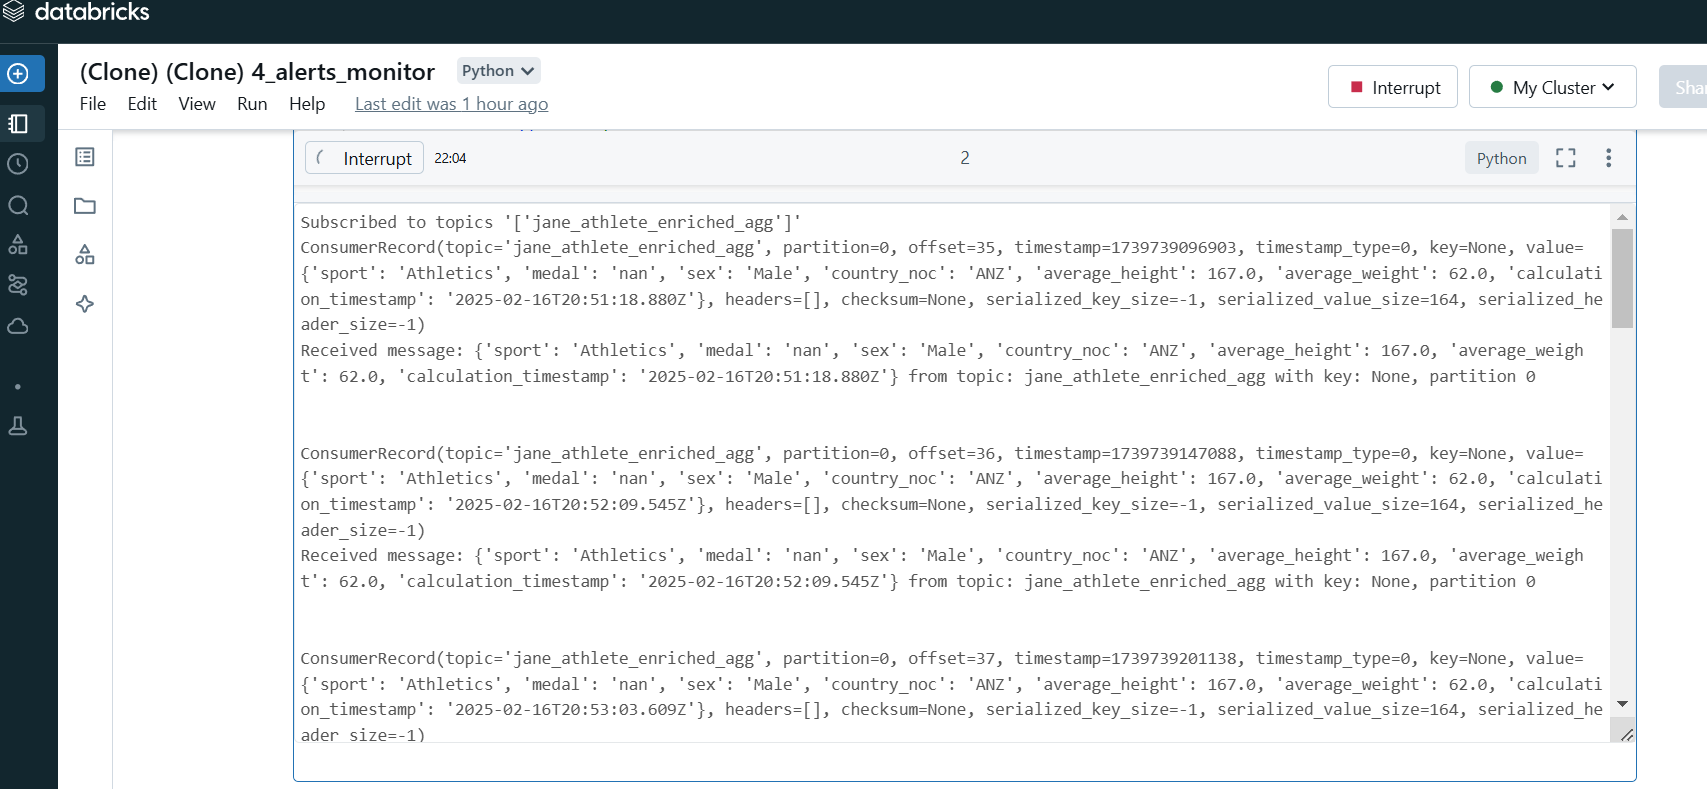 databricks
(Clone) (Clone) 4_alerts_monitor Python
File Edit View Run Help Last edit was 1 hour ago
Interrupt My Cluster
Interrupt 22:04 2 Python
Subscribed to topics '['jane_athlete_enriched_agg']'
ConsumerRecord(topic='jane_athlete_enriched_agg', partition=0, offset=35, timestamp=1739739096903, timestamp_type=0, key=None, value=
{'sport': 'Athletics', 'medal': 'nan', 'sex': 'Male', 'country_noc': 'ANZ', 'average_height': 167.0, 'average_weight': 62.0, 'calculati
on_timestamp': '2025-02-16T20:51:18.880Z'}, headers=[], checksum=None, serialized_key_size=-1, serialized_value_size=164, serialized_he
ader_size=-1)
Received message: {'sport': 'Athletics', 'medal': 'nan', 'sex': 'Male', 'country_noc': 'ANZ', 'average_height': 167.0, 'average_weigh
t': 62.0, 'calculation_timestamp': '2025-02-16T20:51:18.880Z'} from topic: jane_athlete_enriched_agg with key: None, partition 0
ConsumerRecord(topic='jane_athlete_enriched_agg', partition=0, offset=36, timestamp=1739739147088, timestamp_type=0, key=None, value=
{'sport': 'Athletics', 'medal': 'nan', 'sex': 'Male', 'country_noc': 'ANZ', 'average_height': 167.0, 'average_weight': 62.0, 'calculati
on_timestamp': '2025-02-16T20:52:09.545Z'}, headers=[], checksum=None, serialized_key_size=-1, serialized_value_size=164, serialized_he
ader_size=-1)
Received message: {'sport': 'Athletics', 'medal': 'nan', 'sex': 'Male', 'country_noc': 'ANZ', 'average_height': 167.0, 'average_weigh
t': 62.0, 'calculation_timestamp': '2025-02-16T20:52:09.545Z'} from topic: jane_athlete_enriched_agg with key: None, partition 0
ConsumerRecord(topic='jane_athlete_enriched_agg', partition=0, offset=37, timestamp=1739739201138, timestamp_type=0, key=None, value=
{'sport': 'Athletics', 'medal': 'nan', 'sex': 'Male', 'country_noc': 'ANZ', 'average_height': 167.0, 'average_weight': 62.0, 'calculati
on_timestamp': '2025-02-16T20:53:03.609Z'}, headers=[], checksum=None, serialized_key_size=-1, serialized_value_size=164, serialized_he
ader_size=-1)